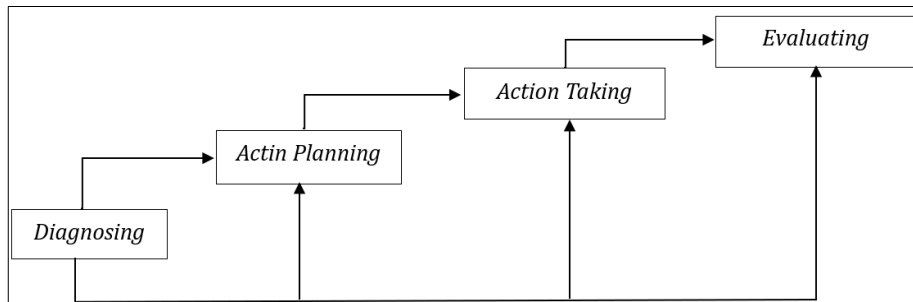 Evaluating
Action Taking
Actin Planning
Diagnosing